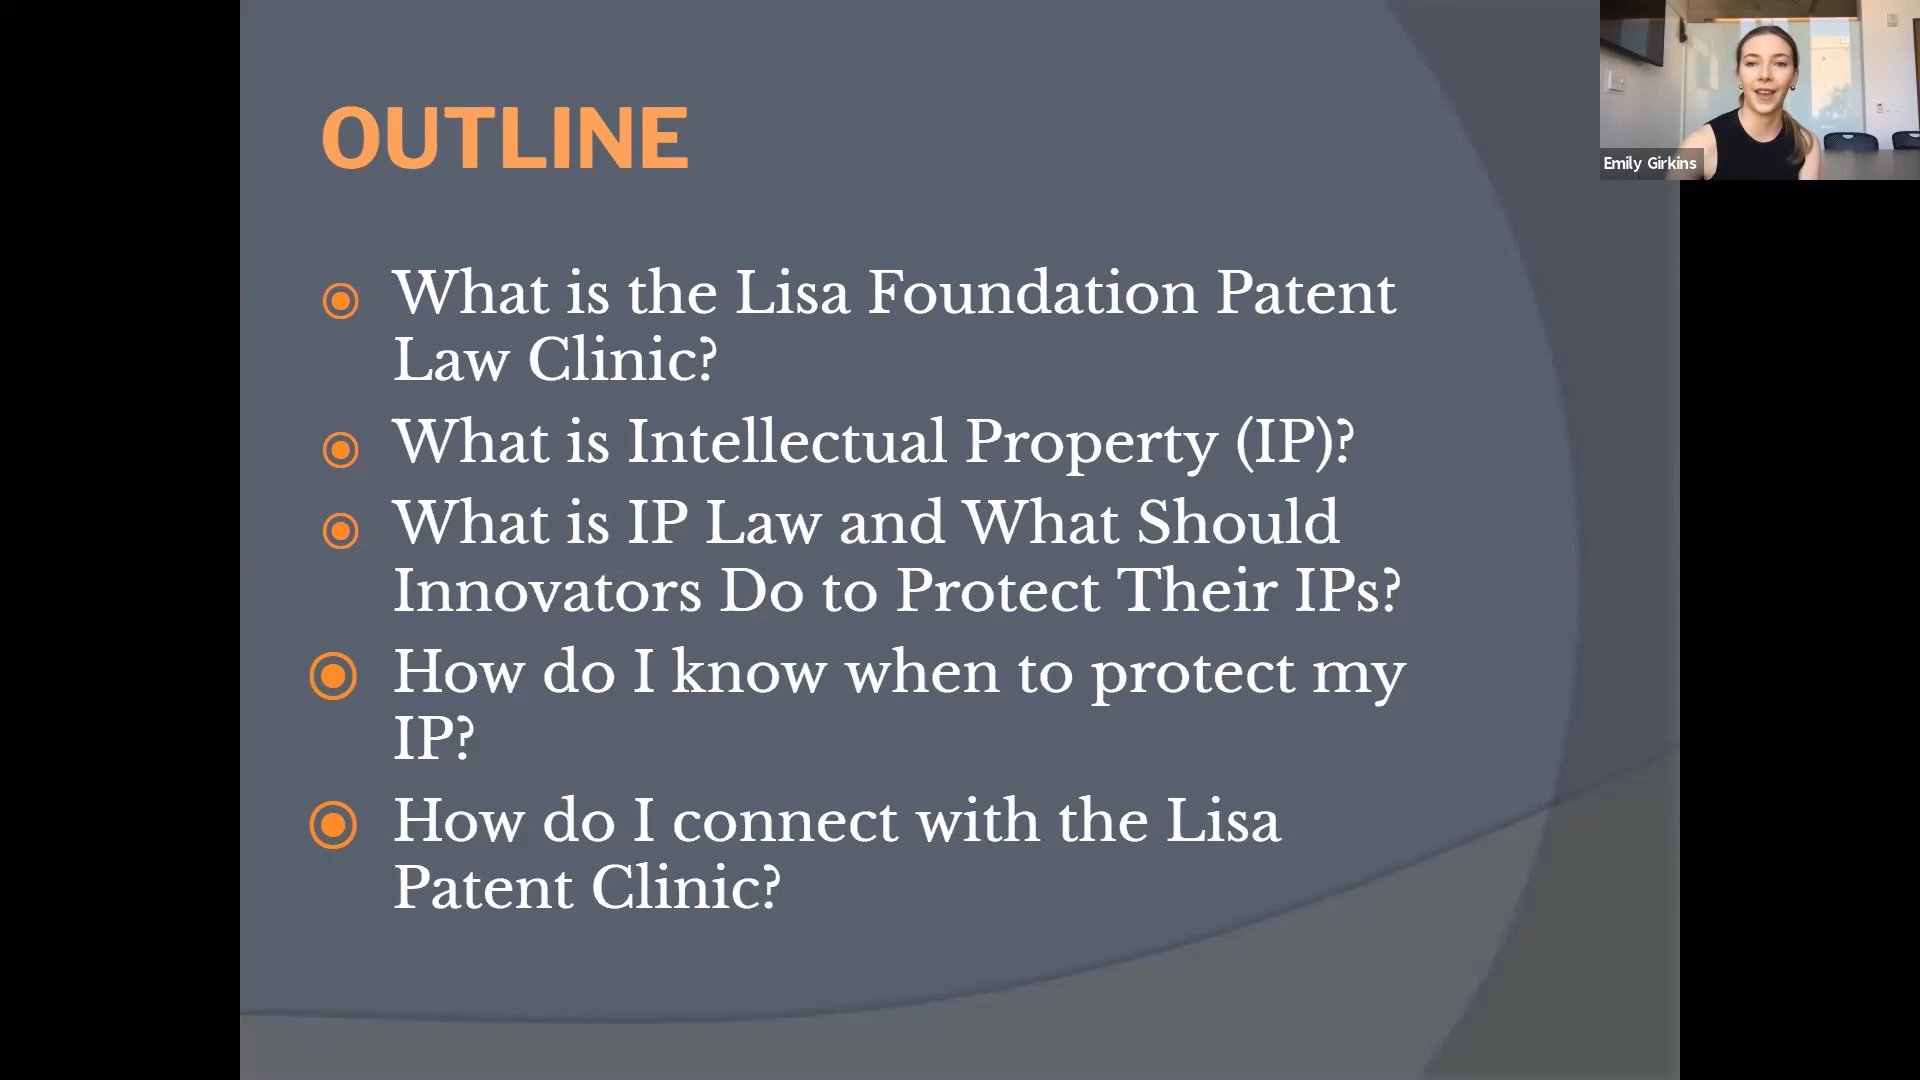 OUTLINE
What is the Lisa Foundation Patent
Law Clinic?
What is Intellectual Property (IP)?
What is IP Law and What Should
Innovators Do to Protect Their IPs?
How do I know when to protect my
IP?
How do I connect with the Lisa
Patent Clinic?
Emily Girkins